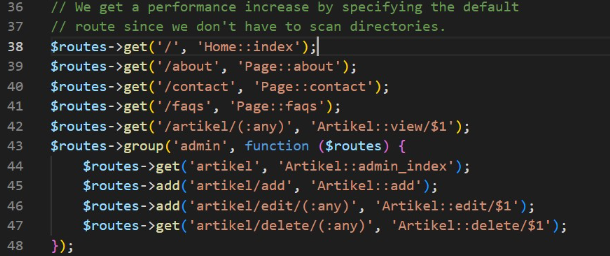 36 // We get a performance increase by specifying the default
37 // route since we don't have to scan directories.
38 $routes->get('/', 'Home::index');
39 $routes->get('/about', 'Page::about');
40 $routes->get('/contact', 'Page::contact');
41 $routes->get('/faqs', 'Page::faqs');
42 $routes->get('/artikel/(:any)', 'Artikel::view/$1');
43 $routes->group('admin', function ($routes) {
44     $routes->get('artikel', 'Artikel::admin_index');
45     $routes->add('artikel/add', 'Artikel::add');
46     $routes->add('artikel/edit/(:any)', 'Artikel::edit/$1');
47     $routes->get('artikel/delete/(:any)', 'Artikel::delete/$1');
48 });